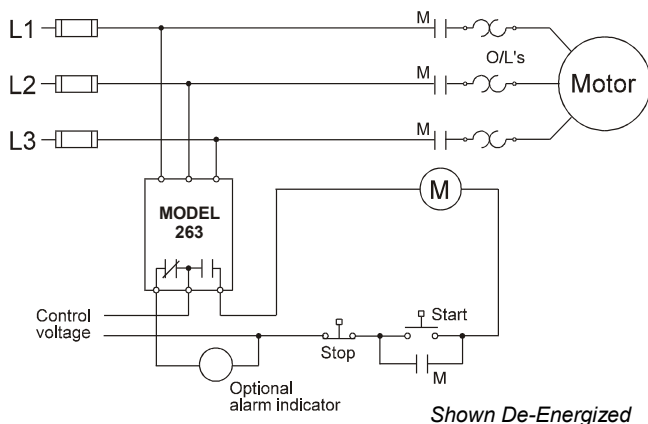 L1
M
O/L's
L2
M
Motor
L3
M
MODEL
263
M
Control
voltage
Start
Stop
M
Optional
alarm indicator
Shown De-Energized